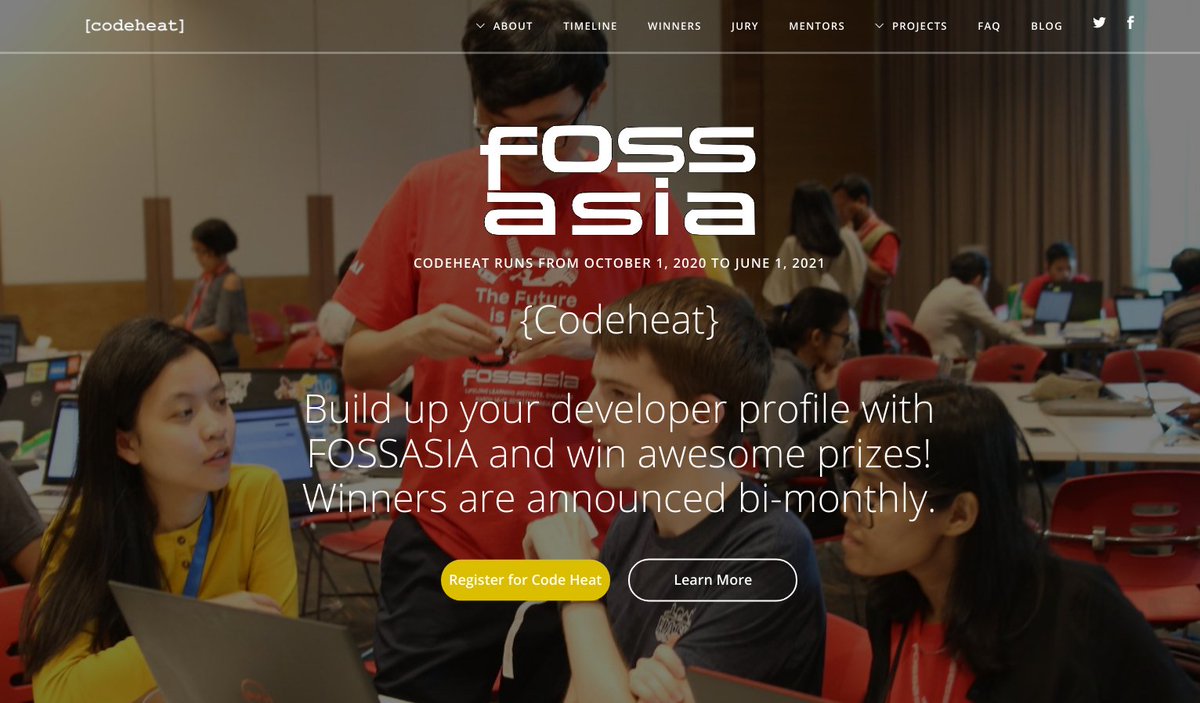 [codeheat]
ABOUT
TIMELINE
WINNERS
JURY
MENTORS
PROJECTS
FAQ
BLOG
foss
asia
CODEHEAT RUNS FROM OCTOBER 1, 2020 TO JUNE 1, 2021
The Future
is
{Codeheat}
fossasia
Build up your developer profile with
FOSSASIA and win awesome prizes!
Winners are announced bi-monthly.
Register for Code Heat
Learn More